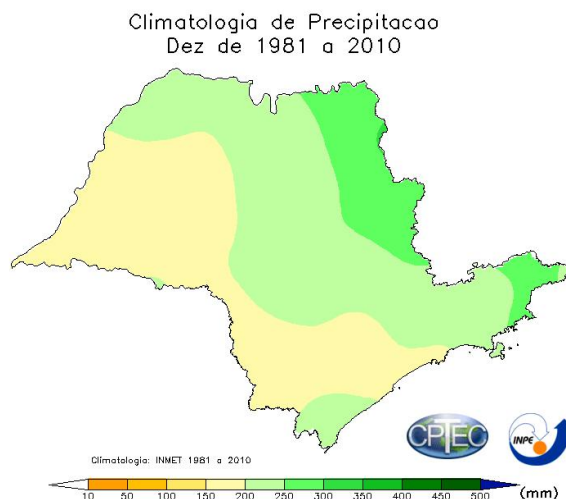 Climatologia de Precipitacao
Dez de 1981 a 2010
CPTEC
INPE
Climatologia: INMET 1981 a 2010
10 50 100 150 200 250 300 350 400 450 500 (mm)